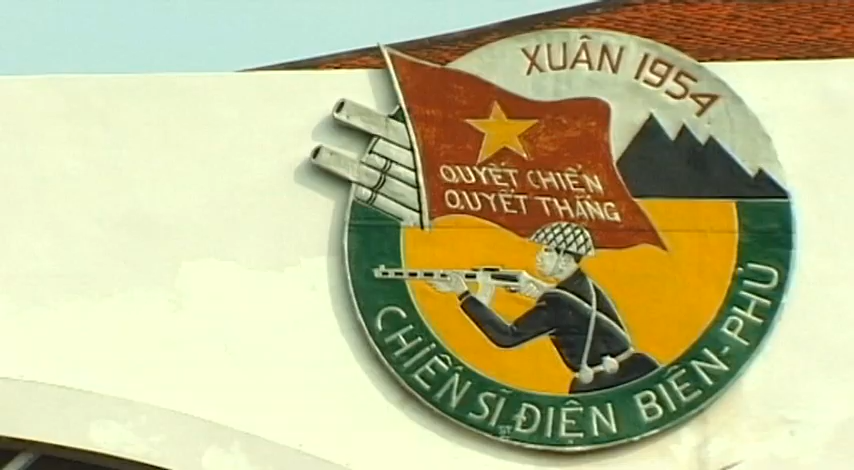 XUÂN 1954
QUYẾT CHIẾN
QUYẾT THẮNG
CHIẾN SĨ ĐIỆN BIÊN-PHỦ